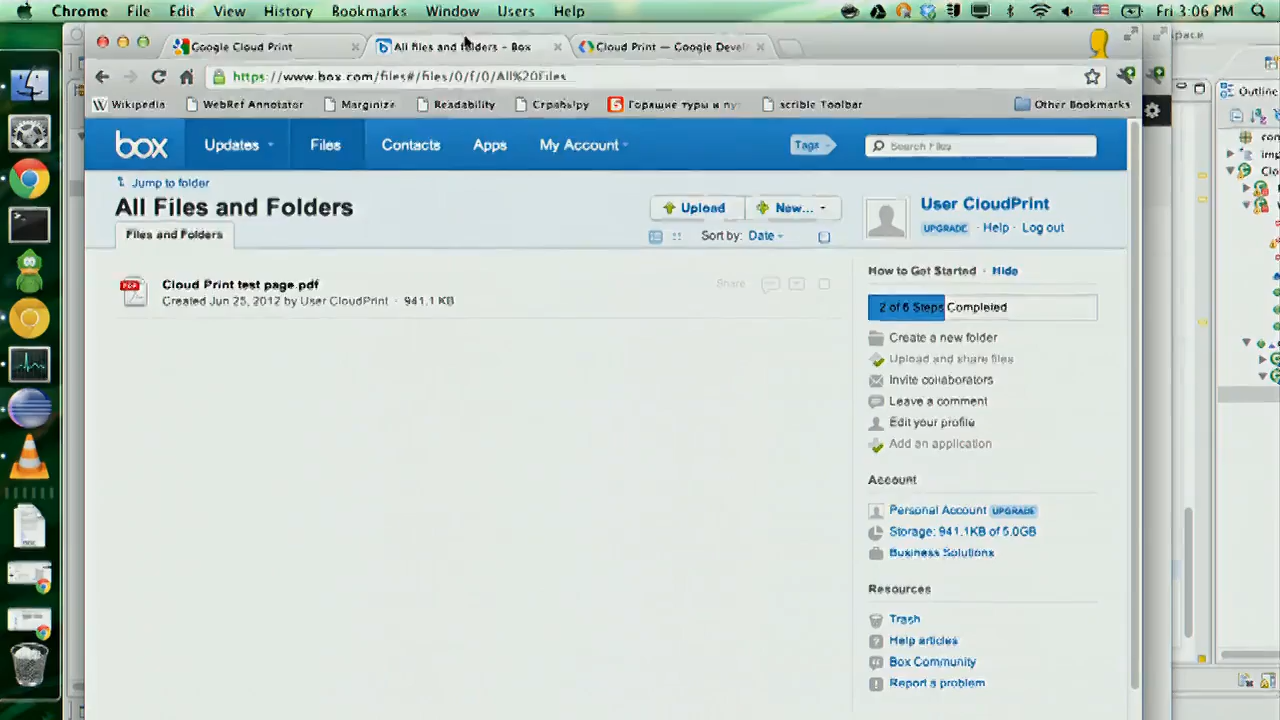 Chrome File Edit View History Bookmarks Window Users Help Fri 3:06 PM
Google Cloud Print
All files and folders - Box
Cloud Print — Google Devel
https://www.box.com/files#/files/0/f/0/All%20Files
Wikipedia WebRef Annotator Marginize Readability Скрабблу Горящие туры и пу scrible Toolbar Other Bookmarks
Outline
box Updates Files Contacts Apps My Account Tags Search Files
Jump to folder
All Files and Folders
Upload New...
User CloudPrint
UPGRADE · Help · Log out
Files and Folders
Sort by: Date
Cloud Print test page.pdf
Created Jun 25, 2012 by User CloudPrint · 941.1 KB
Share
How to Get Started · Hide
2 of 6 Steps Completed
Create a new folder
Upload and share files
Invite collaborators
Leave a comment
Edit your profile
Add an application
Account
Personal Account UPGRADE
Storage: 941.1KB of 5.0GB
Business Solutions
Resources
Trash
Help articles
Box Community
Report a problem